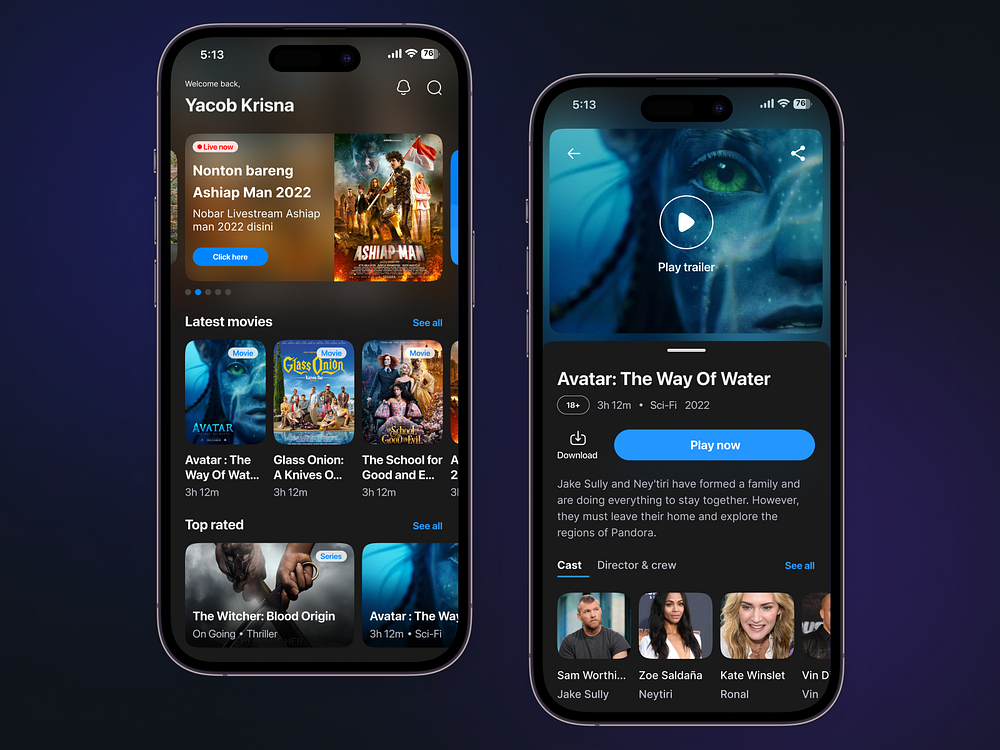 5:13
76
Welcome back,
Yacob Krisna
Live now
Nonton bareng
Ashiap Man 2022
Nobar Livestream Ashiap
man 2022 disini
Click here
ASHIAP MAN
Latest movies
See all
Movie
AVATAR
Movie
Glass Onion
Movie
School
Good Evil
Avatar : The
Way Of Wat...
3h 12m
Glass Onion:
A Knives O...
3h 12m
The School for
Good and E...
3h 12m
A
2
3h
Top rated
See all
Series
The Witcher: Blood Origin
On Going • Thriller
Avatar : The Way
3h 12m • Sci-Fi
5:13
76
Play trailer
Avatar: The Way Of Water
18+
3h 12m • Sci-Fi 2022
Download
Play now
Jake Sully and Ney'tiri have formed a family and
are doing everything to stay together. However,
they must leave their home and explore the
regions of Pandora.
Cast
Director & crew
See all
Sam Worthi...
Jake Sully
Zoe Saldaña
Neytiri
Kate Winslet
Ronal
Vin D
Vin